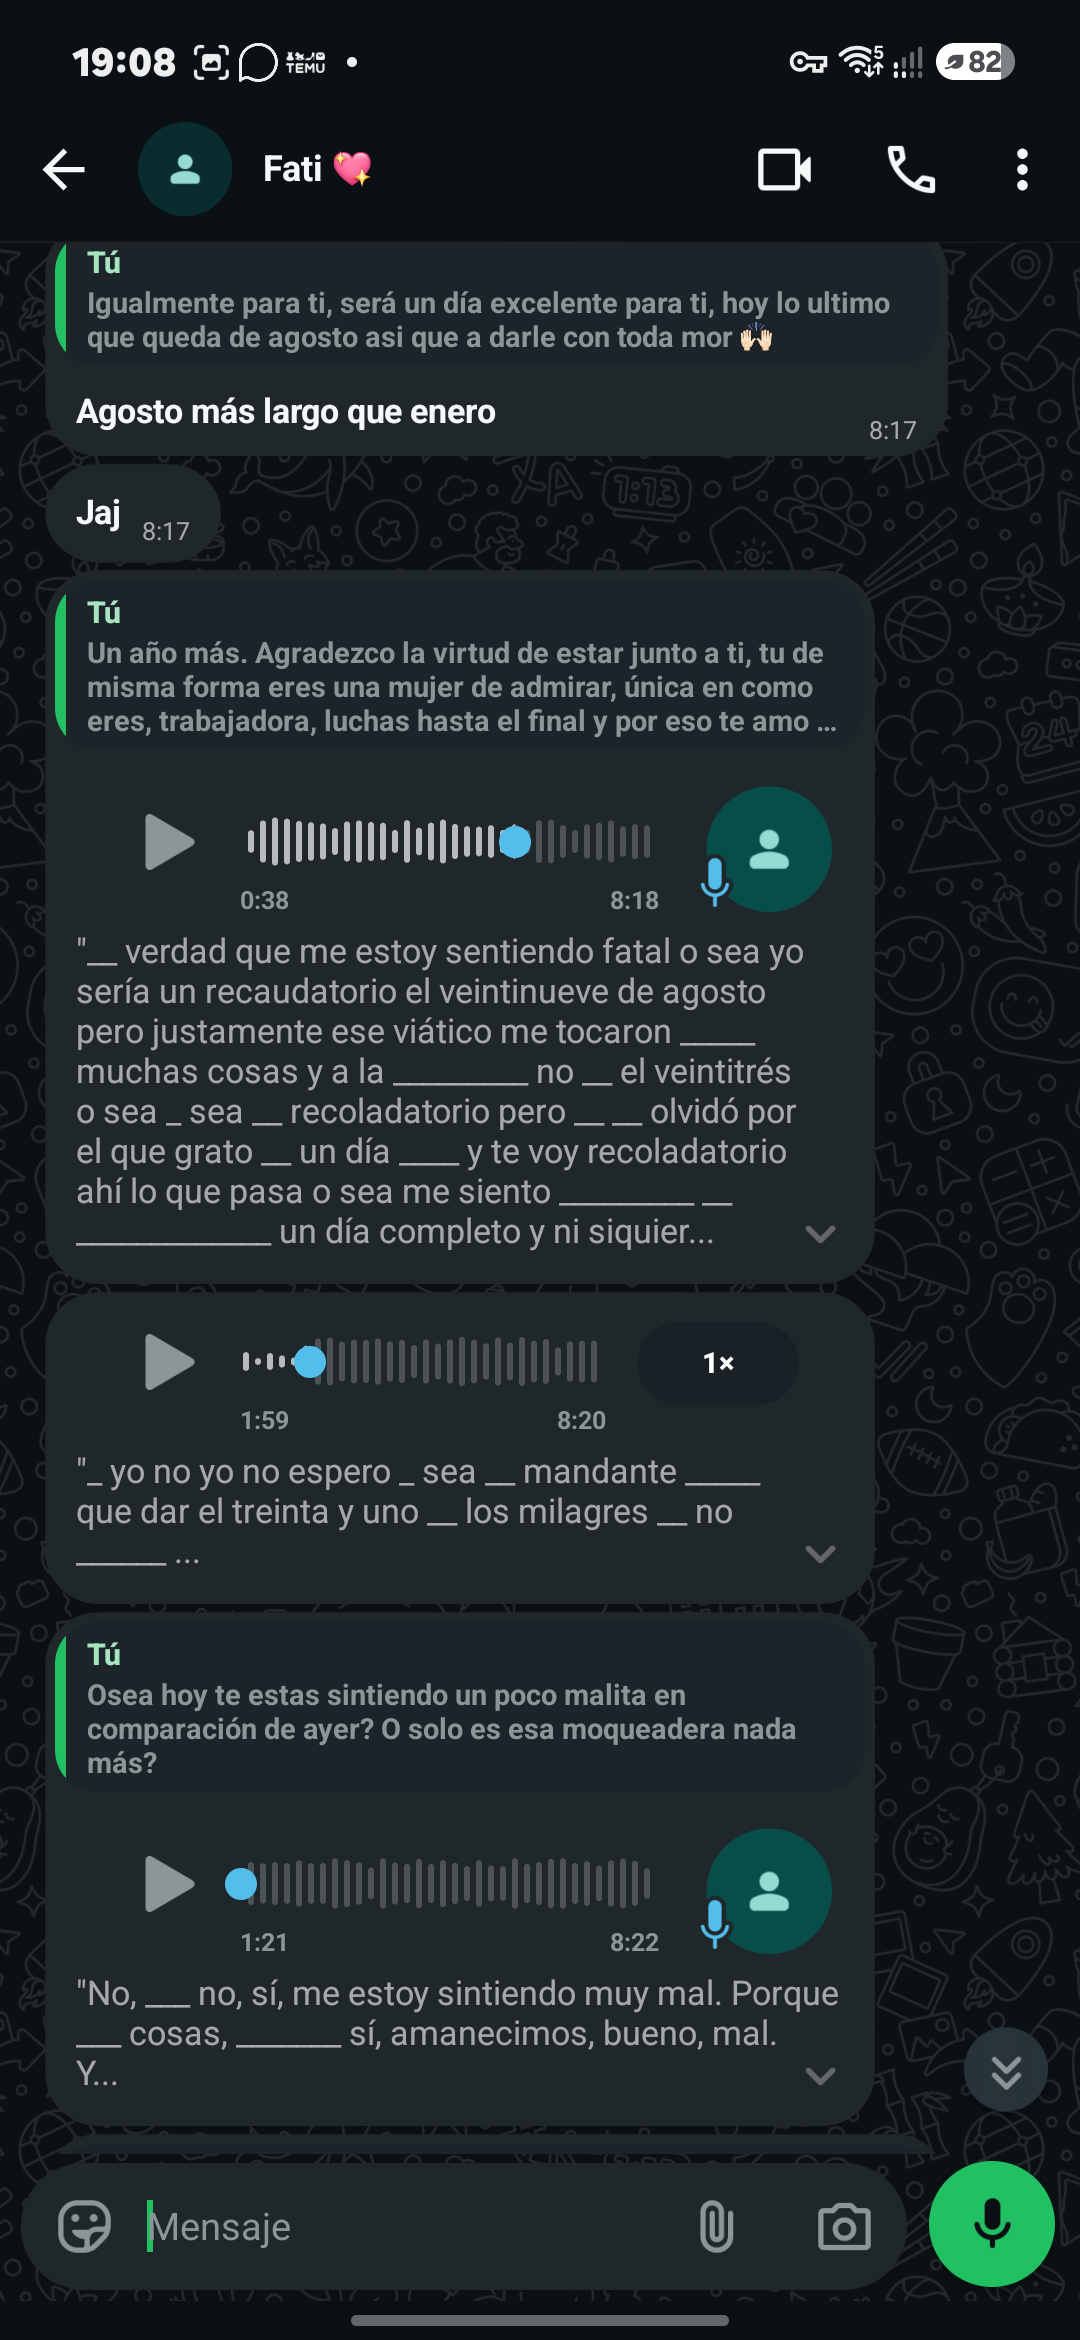 19:08
TEMU
5
82
Fati 💖
Tú
Igualmente para ti, será un día excelente para ti, hoy lo ultimo
que queda de agosto asi que a darle con toda mor 🙌🏻
Agosto más largo que enero
8:17
Jaj
8:17
Tú
Un año más. Agradezco la virtud de estar junto a ti, tu de
misma forma eres una mujer de admirar, única en como
eres, trabajadora, luchas hasta el final y por eso te amo ...
0:38
8:18
"__ verdad que me estoy sintiendo fatal o sea yo
sería un recaudatorio el veintinueve de agosto
pero justamente ese viático me tocaron _____
muchas cosas y a la _________ no __ el veintitrés
o sea _ sea __ recoladatorio pero __ __ olvidó por
el que grato __ un día ____ y te voy recoladatorio
ahí lo que pasa o sea me siento _________ __
_____________ un día completo y ni siquier...
1×
1:59
8:20
"_ yo no yo no espero _ sea __ mandante _____
que dar el treinta y uno __ los milagres __ no
______ ...
Tú
Osea hoy te estas sintiendo un poco malita en
comparación de ayer? O solo es esa moqueadera nada
más?
1:21
8:22
"No, ___ no, sí, me estoy sintiendo muy mal. Porque
___ cosas, _______ sí, amanecimos, bueno, mal.
Y...
Mensaje